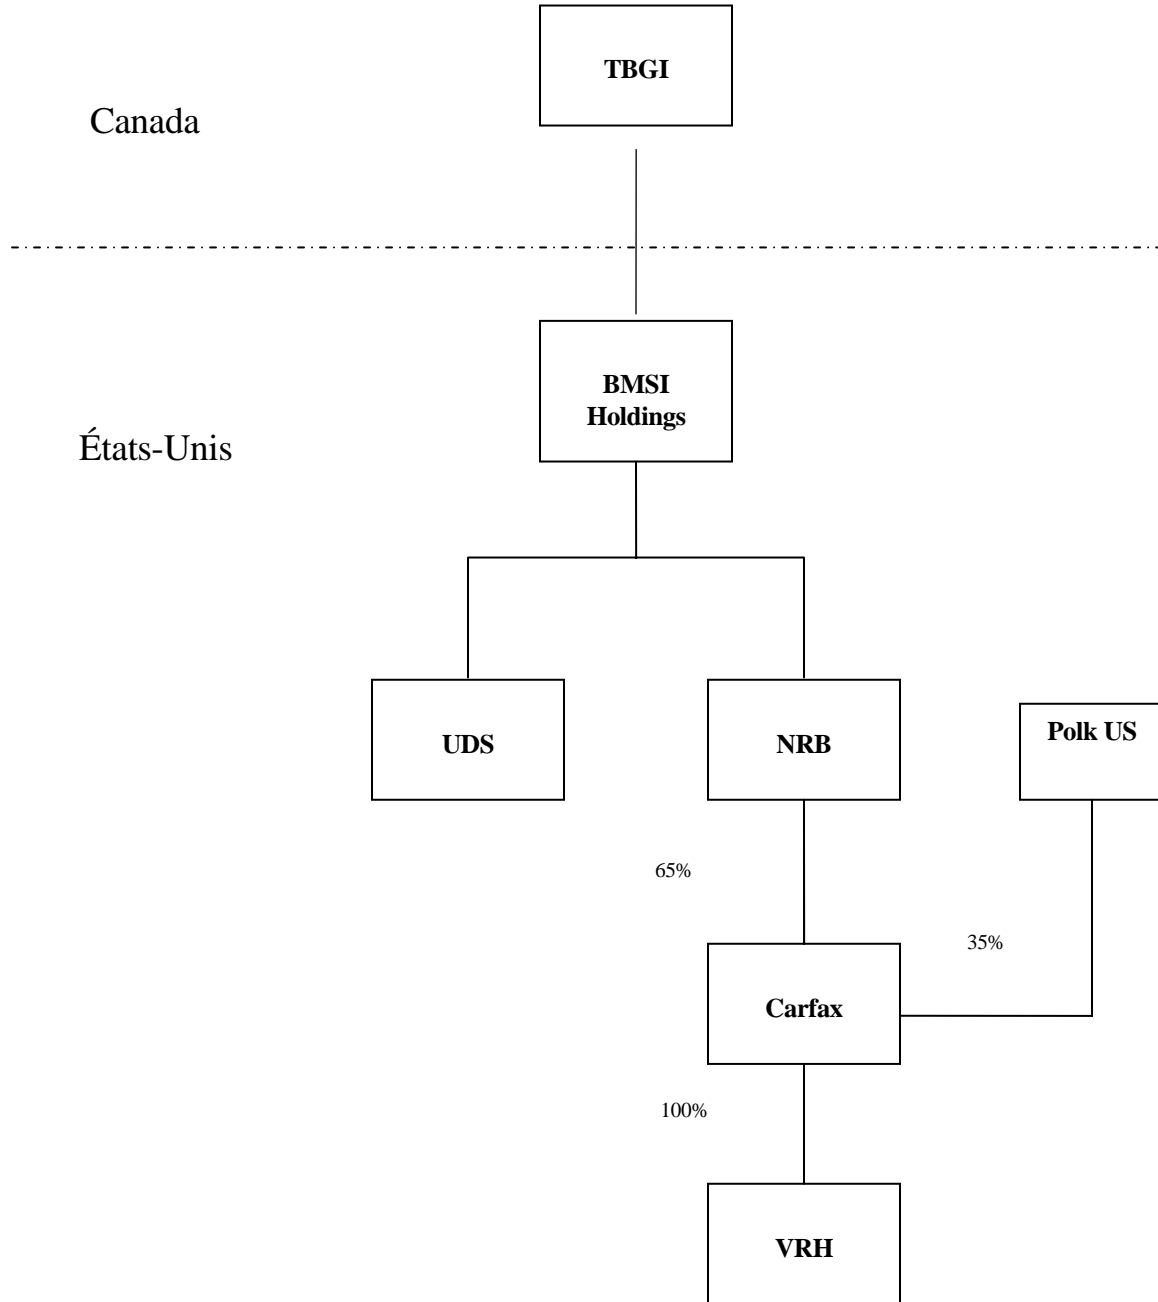 TBGI
Canada
BMSI
Holdings
États-Unis
UDS
NRB
Polk US
65%
35%
Carfax
100%
VRH